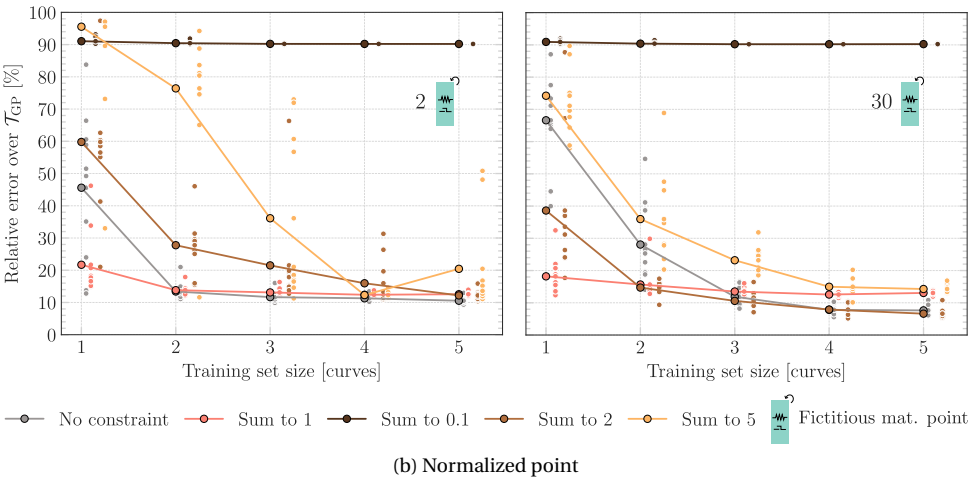 100
90
80
70
60
50
40
30
20
10
0
Relative error over 𝒯GP [%]
2
1 2 3 4 5
Training set size [curves]
30
1 2 3 4 5
Training set size [curves]
No constraint Sum to 1 Sum to 0.1 Sum to 2 Sum to 5 Fictitious mat. point
(b) Normalized point